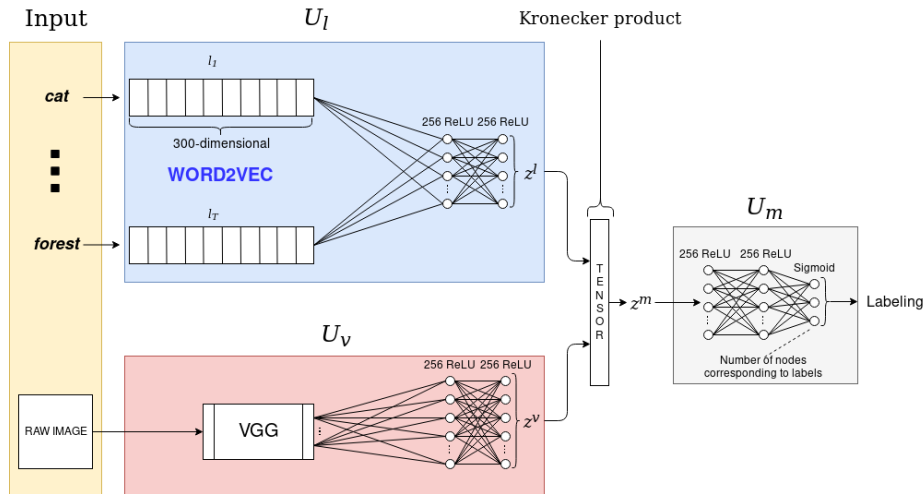 Input
U_l
Kronecker product
l_1
cat
256 ReLU 256 ReLU
300-dimensional
WORD2VEC
z^l
l_T
forest
U_m
256 ReLU 256 ReLU
Sigmoid
TENSOR
z^m
Labeling
Number of nodes
corresponding to labels
U_v
256 ReLU 256 ReLU
RAW IMAGE
VGG
z^v